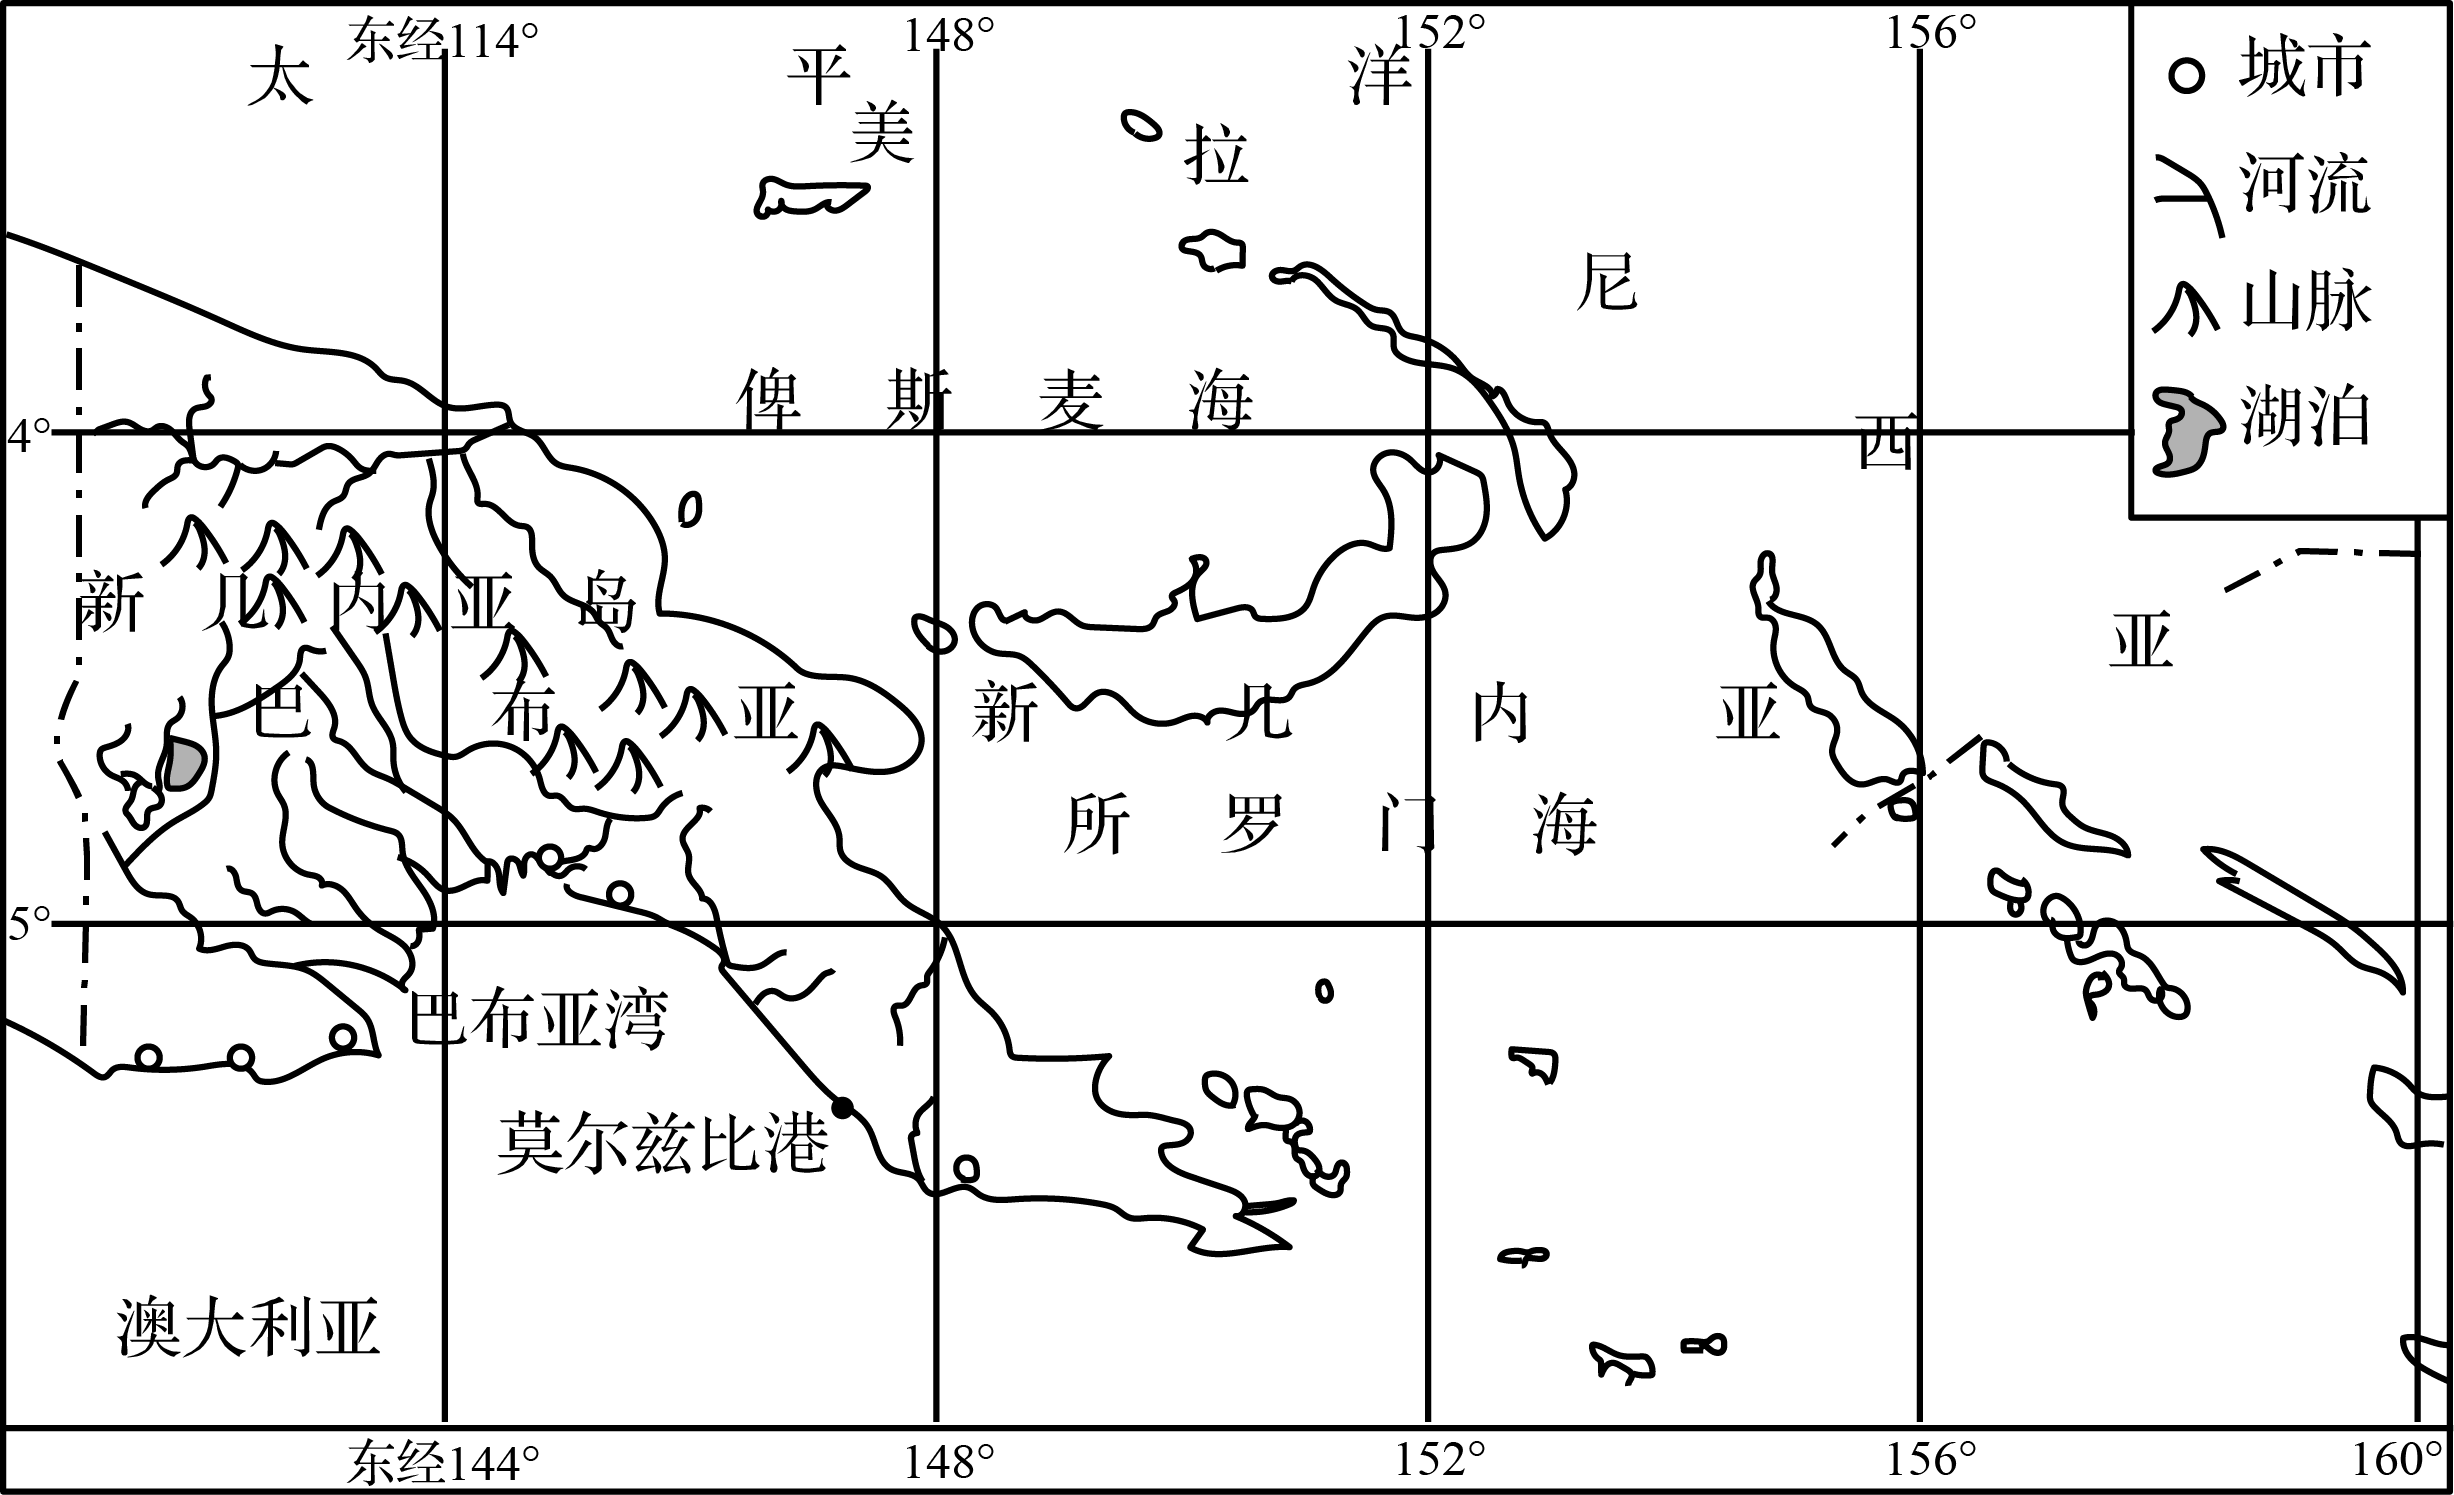 东经114° 148° 152° 156°
太 平 洋
美 拉 尼 西 亚
城市
河流
山脉
湖泊
俾斯麦海
4°
新几内亚岛
巴布亚新几内亚
所罗门海
5°
巴布亚湾
莫尔兹比港
澳大利亚
东经144° 148° 152° 156° 160°